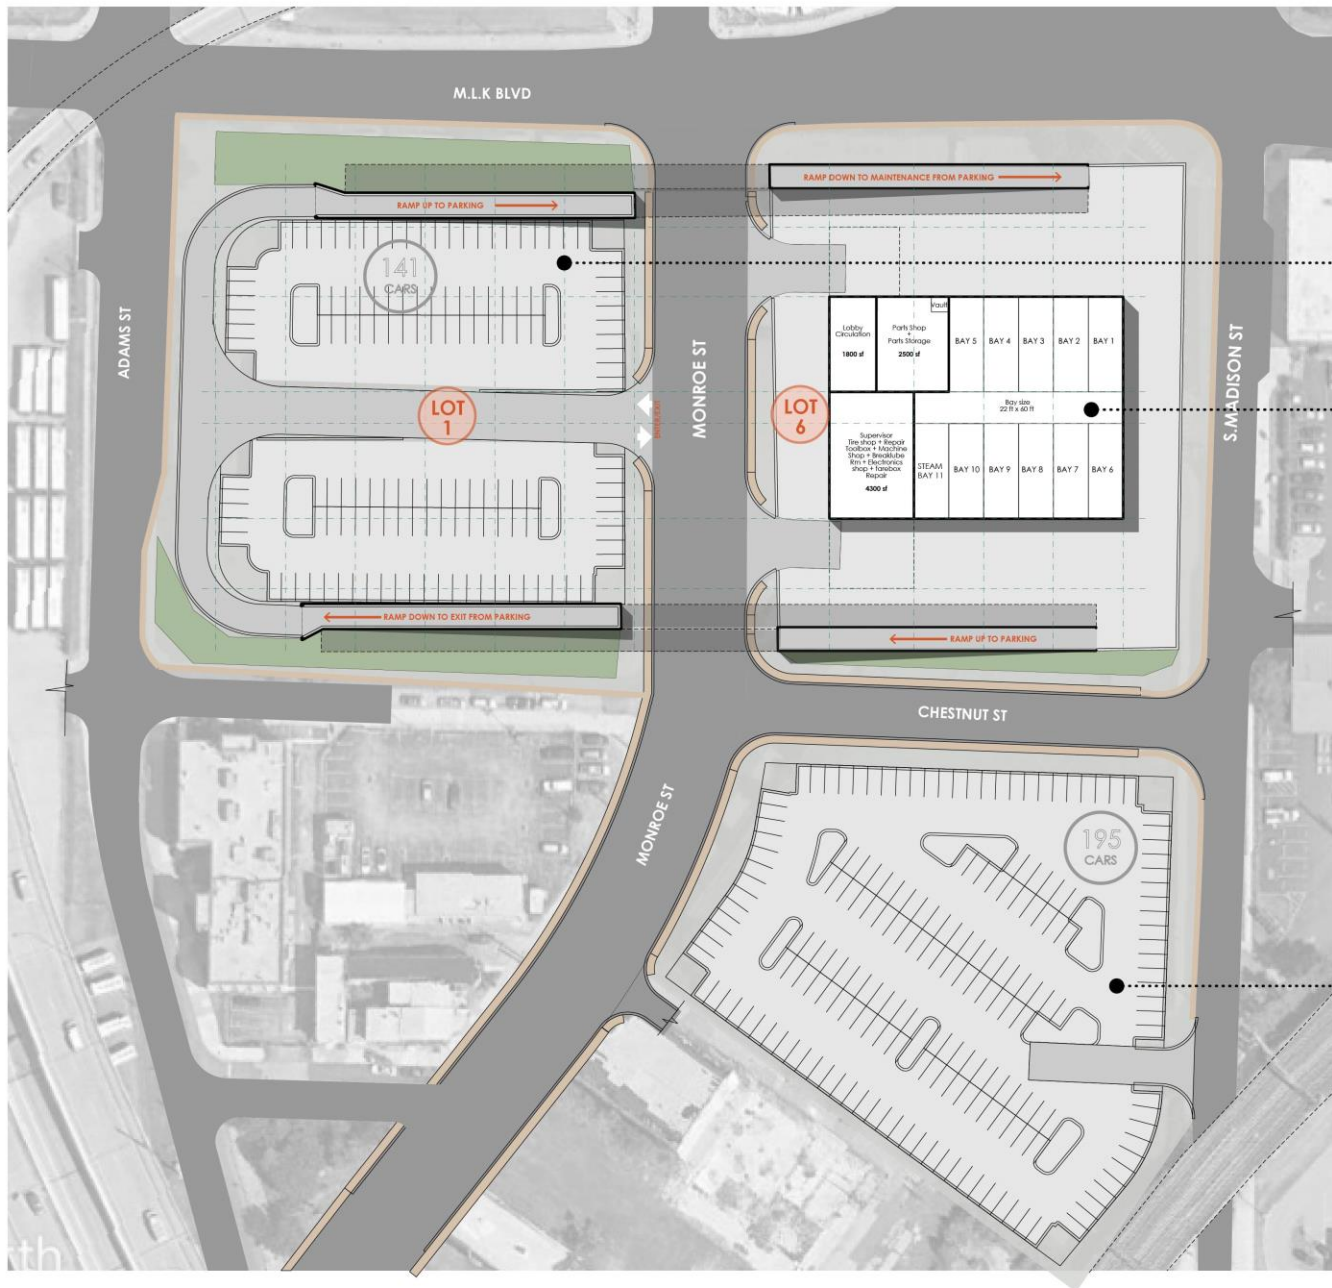 M.L.K BLVD
RAMP DOWN TO MAINTENANCE FROM PARKING
RAMP UP TO PARKING
141
CARS
ADAMS ST
MONROE ST
S.MADISON ST
Lobby
Circulation
1800 sf
Parts Shop
+
Parts Storage
2500 sf
Vault
BAY 5
BAY 4
BAY 3
BAY 2
BAY 1
LOT
1
LOT
6
Bay size
22 ft x 60 ft
Supervisor
Tire shop + Repair
Toolbox + Machine
Shop + Breaklube
Rm + Electronics
shop + farebox
Repair
4300 sf
STEAM
BAY 11
BAY 10
BAY 9
BAY 8
BAY 7
BAY 6
RAMP DOWN TO EXIT FROM PARKING
RAMP UP TO PARKING
CHESTNUT ST
MONROE ST
195
CARS
rth